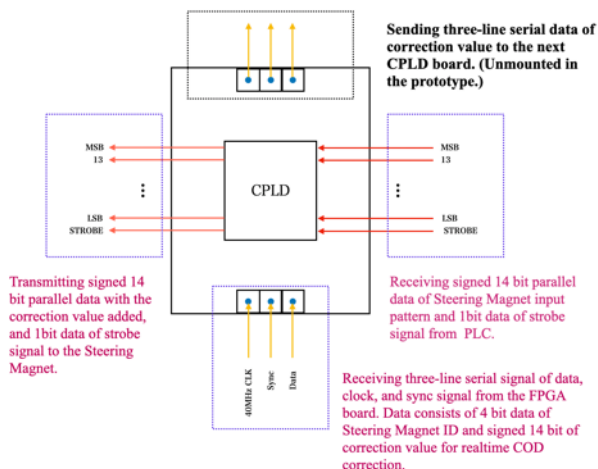 Sending three-line serial data of
correction value to the next
CPLD board. (Unmounted in
the prototype.)
MSB
13
⋮
LSB
STROBE
CPLD
MSB
13
⋮
LSB
STROBE
Transmitting signed 14
bit parallel data with the
correction value added,
and 1bit data of strobe
signal to the Steering
Magnet.
Receiving signed 14 bit parallel
data of Steering Magnet input
pattern and 1bit data of strobe
signal from PLC.
40MHz CLK
Sync
Data
Receiving three-line serial signal of data,
clock, and sync signal from the FPGA
board. Data consists of 4 bit data of
Steering Magnet ID and signed 14 bit of
correction value for realtime COD
correction.